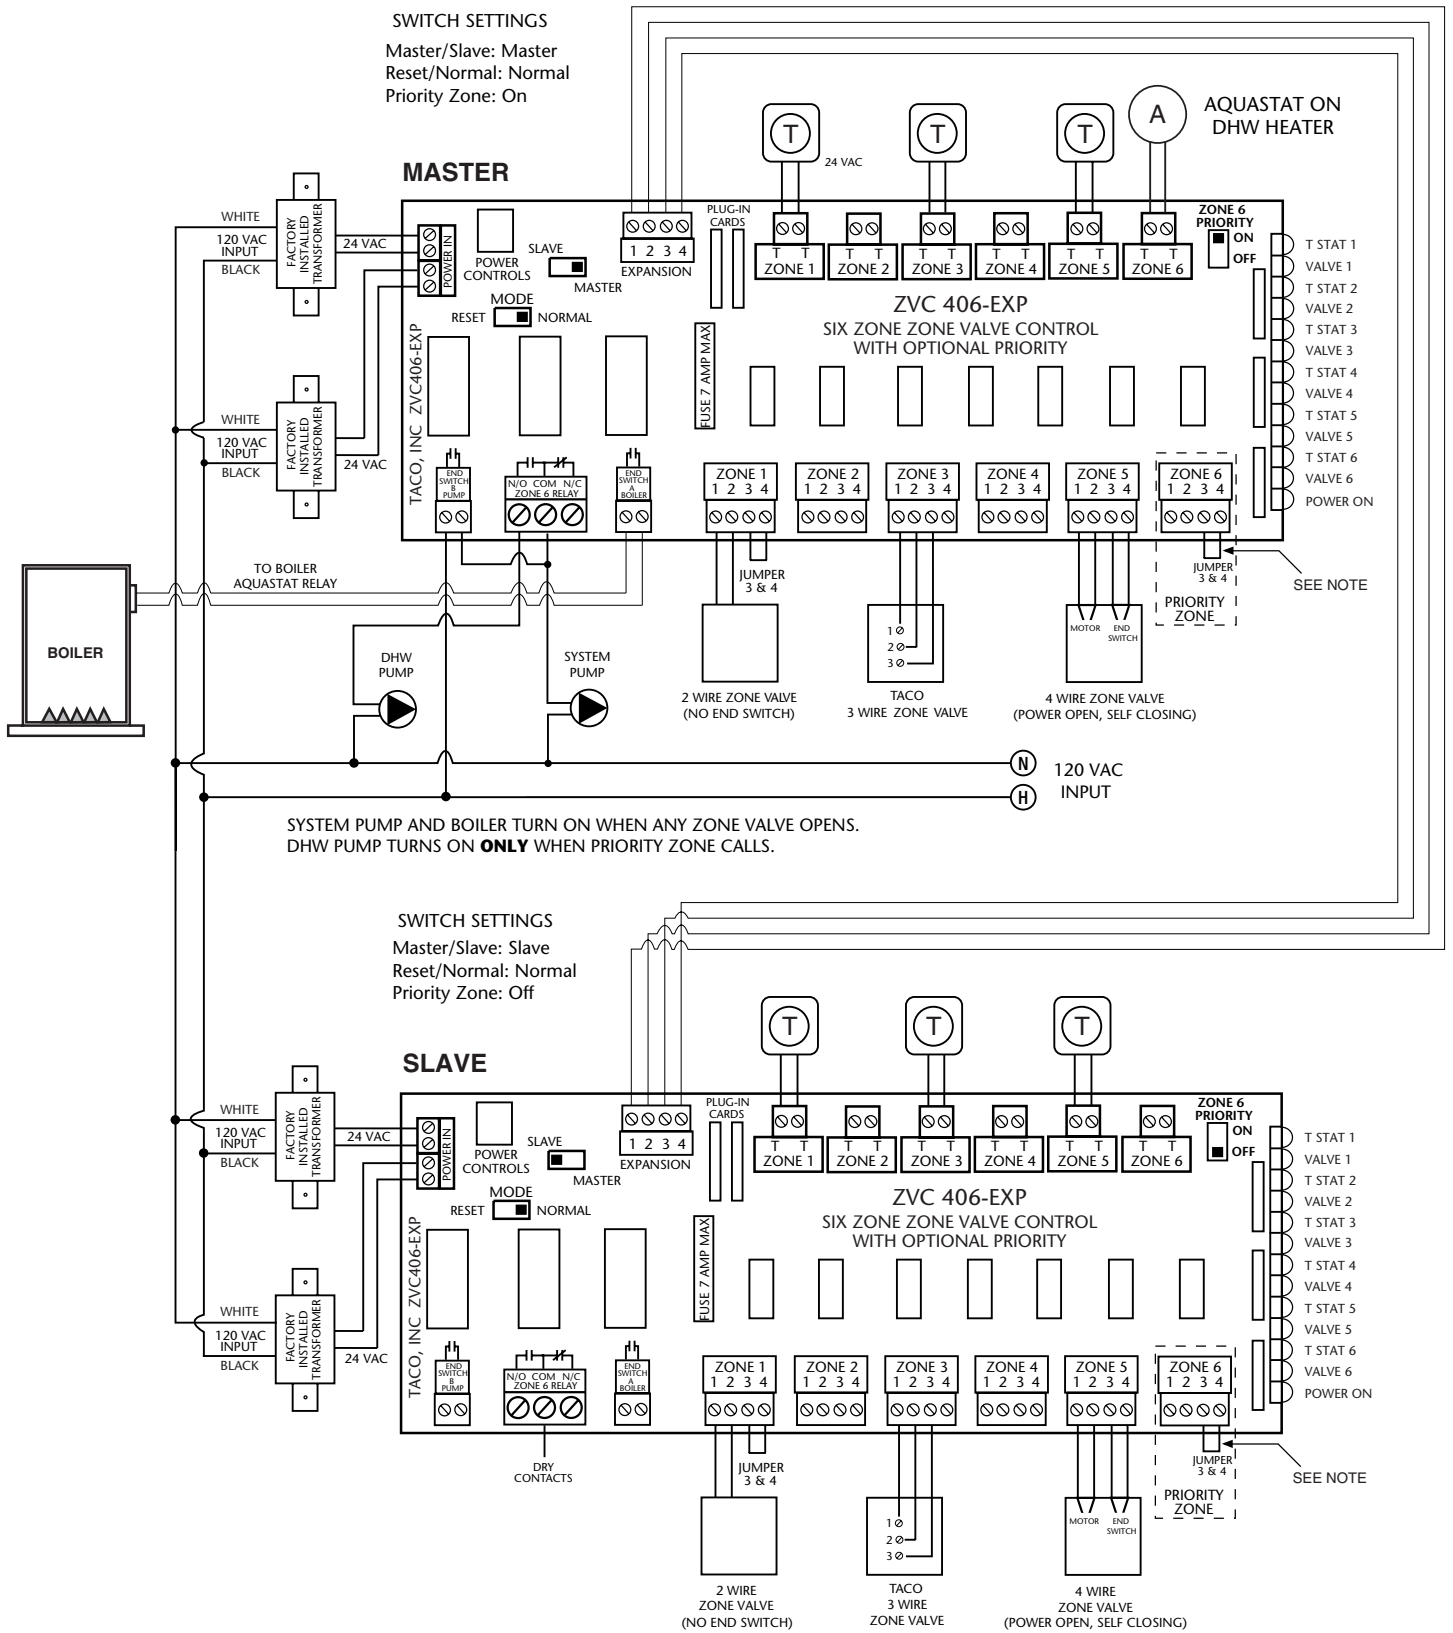 SWITCH SETTINGS
Master/Slave: Master
Reset/Normal: Normal
Priority Zone: On
T
T
T
A
AQUASTAT ON
DHW HEATER
24 VAC
MASTER
WHITE
120 VAC
INPUT
BLACK
FACTORY
INSTALLED
TRANSFORMER
24 VAC
POWER IN
POWER
CONTROLS
SLAVE
MASTER
MODE
RESET
NORMAL
1 2 3 4
EXPANSION
PLUG-IN
CARDS
T T
ZONE 1
T T
ZONE 2
T T
ZONE 3
T T
ZONE 4
T T
ZONE 5
T T
ZONE 6
ZONE 6
PRIORITY
ON
OFF
T STAT 1
VALVE 1
T STAT 2
VALVE 2
T STAT 3
VALVE 3
T STAT 4
VALVE 4
T STAT 5
VALVE 5
T STAT 6
VALVE 6
POWER ON
ZVC 406-EXP
SIX ZONE ZONE VALVE CONTROL
WITH OPTIONAL PRIORITY
TACO, INC ZVC406-EXP
FUSE 7 AMP MAX
WHITE
120 VAC
INPUT
BLACK
FACTORY
INSTALLED
TRANSFORMER
24 VAC
END
SWITCH
B
PUMP
N/O COM N/C
ZONE 6 RELAY
END
SWITCH
A
BOILER
ZONE 1
1 2 3 4
ZONE 2
1 2 3 4
ZONE 3
1 2 3 4
ZONE 4
1 2 3 4
ZONE 5
1 2 3 4
ZONE 6
1 2 3 4
JUMPER
3 & 4
JUMPER
3 & 4
SEE NOTE
PRIORITY
ZONE
TO BOILER
AQUASTAT RELAY
BOILER
DHW
PUMP
SYSTEM
PUMP
1
2
3
MOTOR
END
SWITCH
2 WIRE ZONE VALVE
(NO END SWITCH)
TACO
3 WIRE ZONE VALVE
4 WIRE ZONE VALVE
(POWER OPEN, SELF CLOSING)
N
H
120 VAC
INPUT
SYSTEM PUMP AND BOILER TURN ON WHEN ANY ZONE VALVE OPENS.
DHW PUMP TURNS ON ONLY WHEN PRIORITY ZONE CALLS.
SWITCH SETTINGS
Master/Slave: Slave
Reset/Normal: Normal
Priority Zone: Off
T
T
T
SLAVE
WHITE
120 VAC
INPUT
BLACK
FACTORY
INSTALLED
TRANSFORMER
24 VAC
POWER IN
POWER
CONTROLS
SLAVE
MASTER
MODE
RESET
NORMAL
1 2 3 4
EXPANSION
PLUG-IN
CARDS
T T
ZONE 1
T T
ZONE 2
T T
ZONE 3
T T
ZONE 4
T T
ZONE 5
T T
ZONE 6
ZONE 6
PRIORITY
ON
OFF
T STAT 1
VALVE 1
T STAT 2
VALVE 2
T STAT 3
VALVE 3
T STAT 4
VALVE 4
T STAT 5
VALVE 5
T STAT 6
VALVE 6
POWER ON
ZVC 406-EXP
SIX ZONE ZONE VALVE CONTROL
WITH OPTIONAL PRIORITY
TACO, INC ZVC406-EXP
FUSE 7 AMP MAX
WHITE
120 VAC
INPUT
BLACK
FACTORY
INSTALLED
TRANSFORMER
24 VAC
END
SWITCH
B
PUMP
N/O COM N/C
ZONE 6 RELAY
END
SWITCH
A
BOILER
ZONE 1
1 2 3 4
ZONE 2
1 2 3 4
ZONE 3
1 2 3 4
ZONE 4
1 2 3 4
ZONE 5
1 2 3 4
ZONE 6
1 2 3 4
DRY
CONTACTS
JUMPER
3 & 4
JUMPER
3 & 4
SEE NOTE
PRIORITY
ZONE
1
2
3
MOTOR
END
SWITCH
2 WIRE
ZONE VALVE
(NO END SWITCH)
TACO
3 WIRE
ZONE VALVE
4 WIRE
ZONE VALVE
(POWER OPEN, SELF CLOSING)